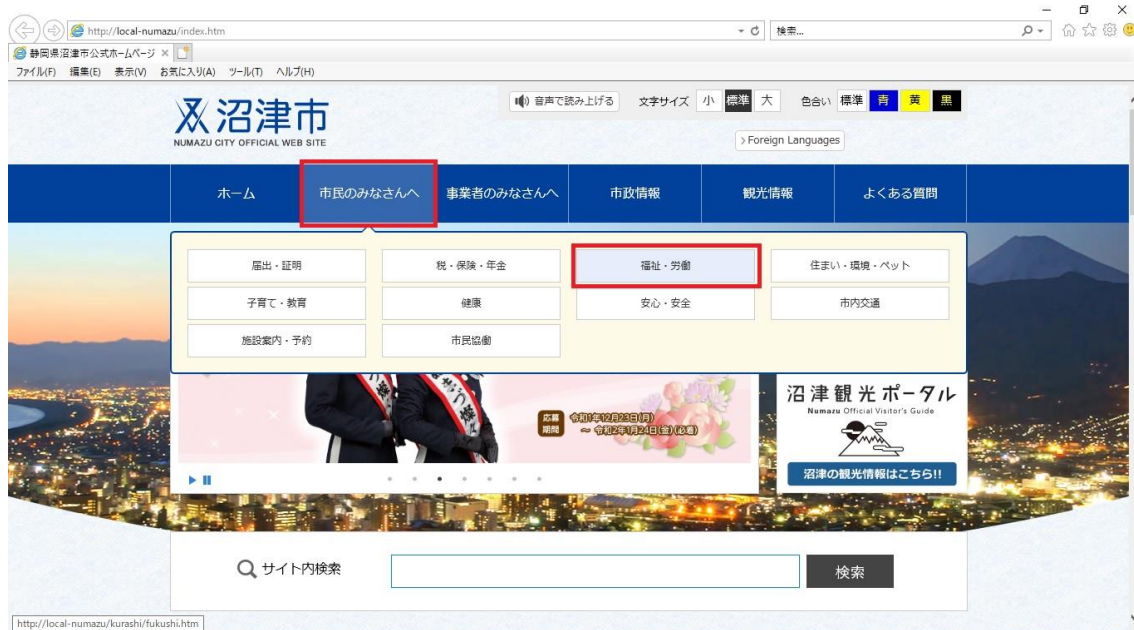 http://local-numazu/index.htm
検索...
静岡県沼津市公式ホームページ
ファイル(F) 編集(E) 表示(V) お気に入り(A) ツール(T) ヘルプ(H)
沼津市
NUMAZU CITY OFFICIAL WEB SITE
音声で読み上げる 文字サイズ 小 標準 大 色合い 標準 青 黄 黒
Foreign Languages
ホーム 市民のみなさんへ 事業者のみなさんへ 市政情報 観光情報 よくある質問
届出・証明 税・保険・年金 福祉・労働 住まい・環境・ペット
子育て・教育 健康 安心・安全 市内交通
施設案内・予約 市民協働
応募期間 令和1年12月23日(月)
～ 令和2年1月24日(金)(必着)
沼津観光ポータル
Numazu Official Visitor's Guide
沼津の観光情報はこちら!!
サイト内検索 検索
http://local-numazu/kurashi/fukushi.htm